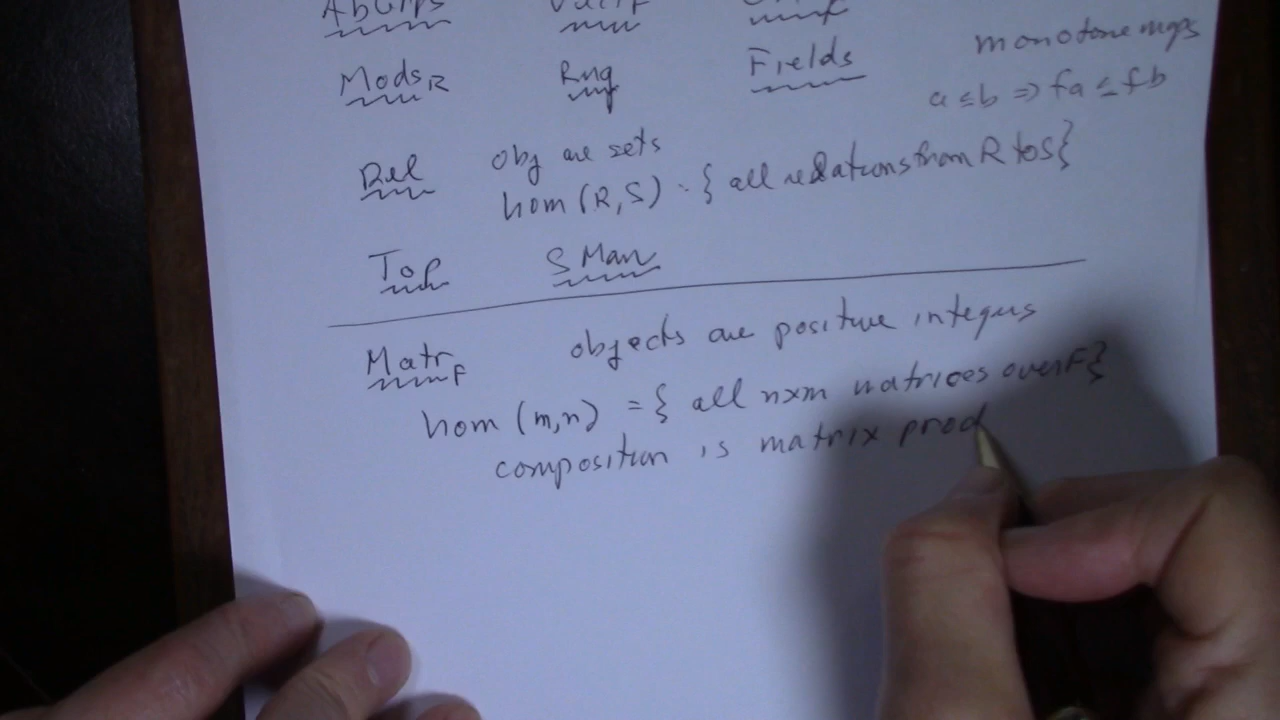 AbGrps
Mods_R Rng Fields
monotone maps
a ≤ b ⇒ fa ≤ fb
Rel obj are sets
hom (R, S) = { all relations from R to S }
Top SMan
Matr_F objects are positive integers
hom (m, n) = { all n×m matrices over F }
composition is matrix prod